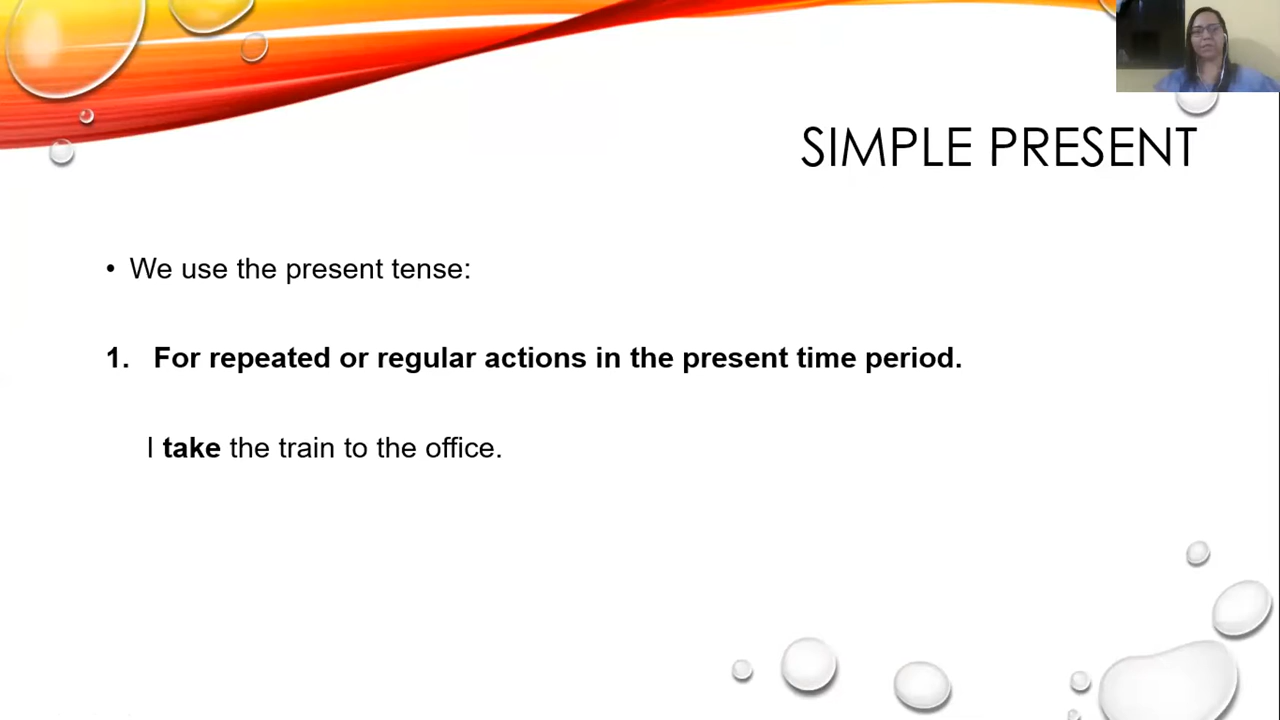 SIMPLE PRESENT
• We use the present tense:
1. For repeated or regular actions in the present time period.
I take the train to the office.